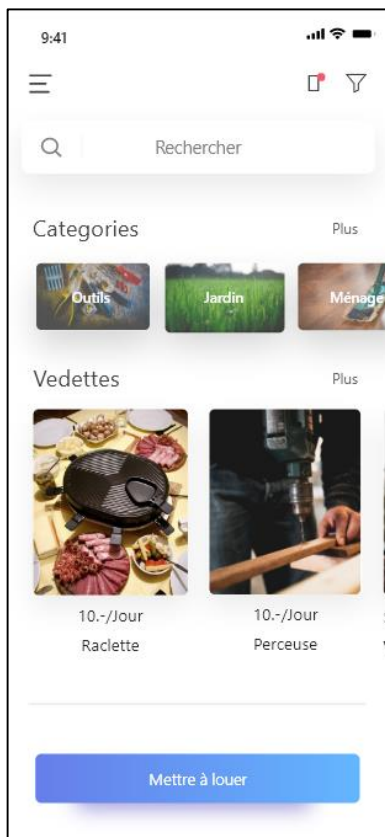 9:41
Rechercher
Categories Plus
Outils Jardin Ménage
Vedettes Plus
10.-/Jour 10.-/Jour
Raclette Perceuse
Mettre à louer